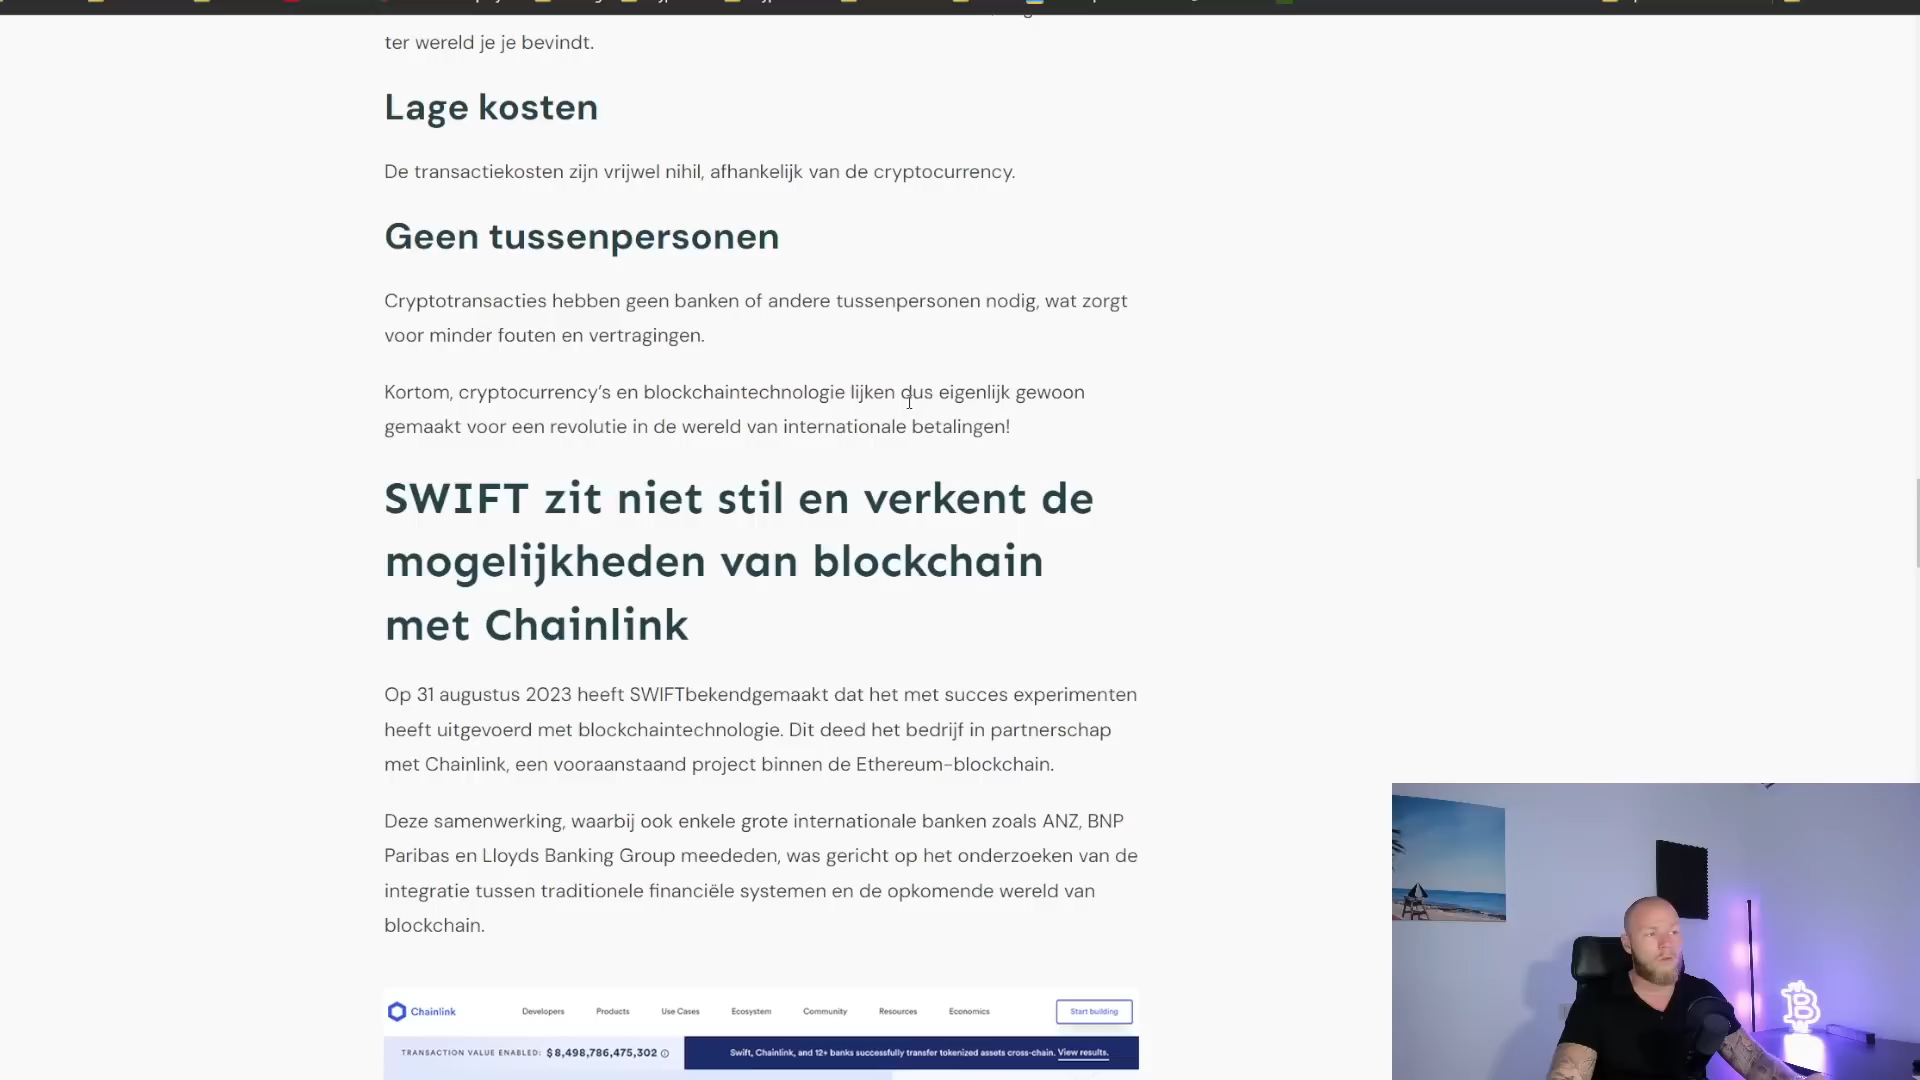 ter wereld je je bevindt.
Lage kosten
De transactiekosten zijn vrijwel nihil, afhankelijk van de cryptocurrency.
Geen tussenpersonen
Cryptotransacties hebben geen banken of andere tussenpersonen nodig, wat zorgt
voor minder fouten en vertragingen.
Kortom, cryptocurrency’s en blockchaintechnologie lijken dus eigenlijk gewoon
gemaakt voor een revolutie in de wereld van internationale betalingen!
SWIFT zit niet stil en verkent de
mogelijkheden van blockchain
met Chainlink
Op 31 augustus 2023 heeft SWIFTbekendgemaakt dat het met succes experimenten
heeft uitgevoerd met blockchaintechnologie. Dit deed het bedrijf in partnerschap
met Chainlink, een vooraanstaand project binnen de Ethereum-blockchain.
Deze samenwerking, waarbij ook enkele grote internationale banken zoals ANZ, BNP
Paribas en Lloyds Banking Group meededen, was gericht op het onderzoeken van de
integratie tussen traditionele financiële systemen en de opkomende wereld van
blockchain.
Chainlink Developers Products Use Cases Ecosystem Community Resources Economics Start building
TRANSACTION VALUE ENABLED: $8,498,786,475,302 Swift, Chainlink, and 12+ banks successfully transfer tokenized assets cross-chain. View results.